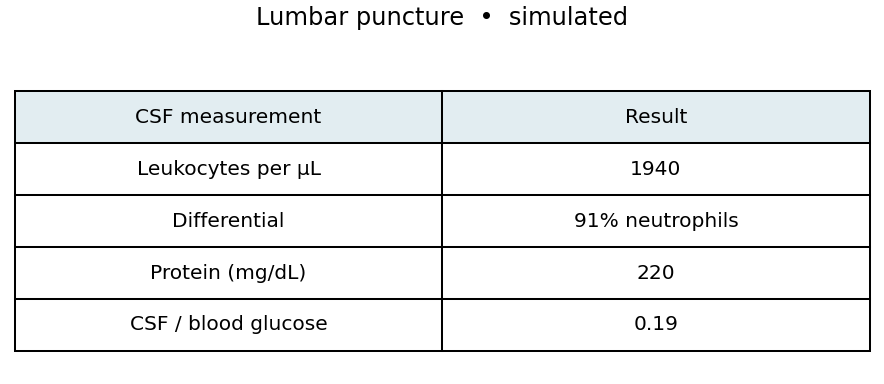 Lumbar puncture • simulated
CSF measurement Result
Leukocytes per µL 1940
Differential 91% neutrophils
Protein (mg/dL) 220
CSF / blood glucose 0.19